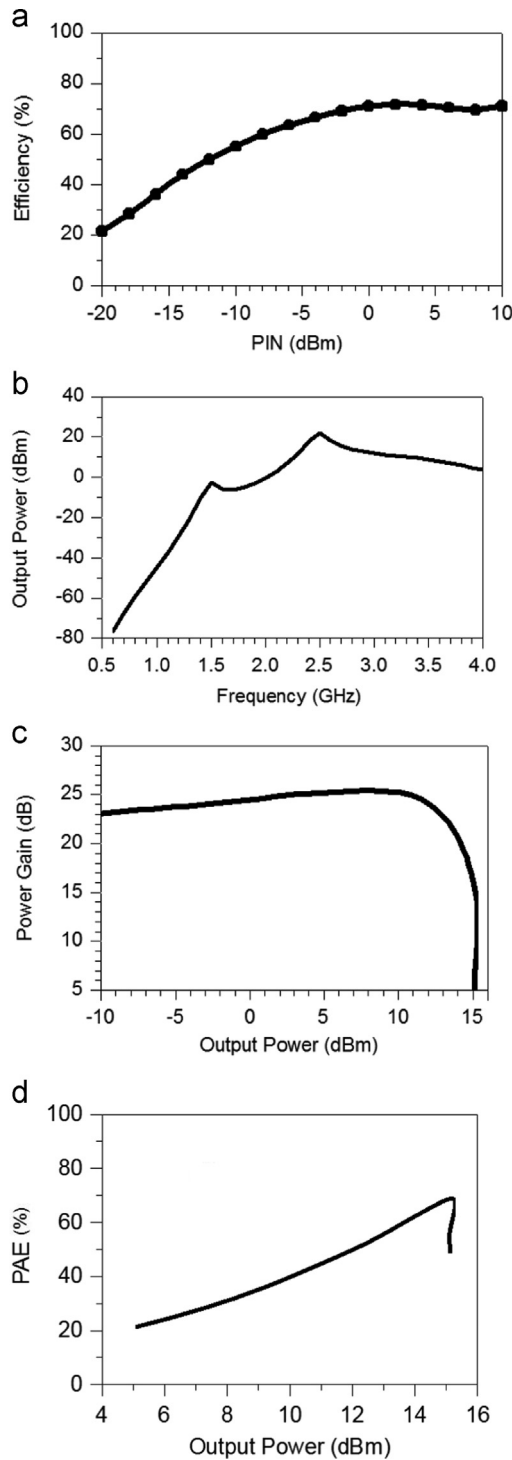 a
100
80
60
40
20
0
Efficiency (%)
-20 -15 -10 -5 0 5 10
PIN (dBm)
b
40
20
0
-20
-40
-60
-80
Output Power (dBm)
0.5 1.0 1.5 2.0 2.5 3.0 3.5 4.0
Frequency (GHz)
c
30
25
20
15
10
5
Power Gain (dB)
-10 -5 0 5 10 15
Output Power (dBm)
d
100
80
60
40
20
0
PAE (%)
4 6 8 10 12 14 16
Output Power (dBm)